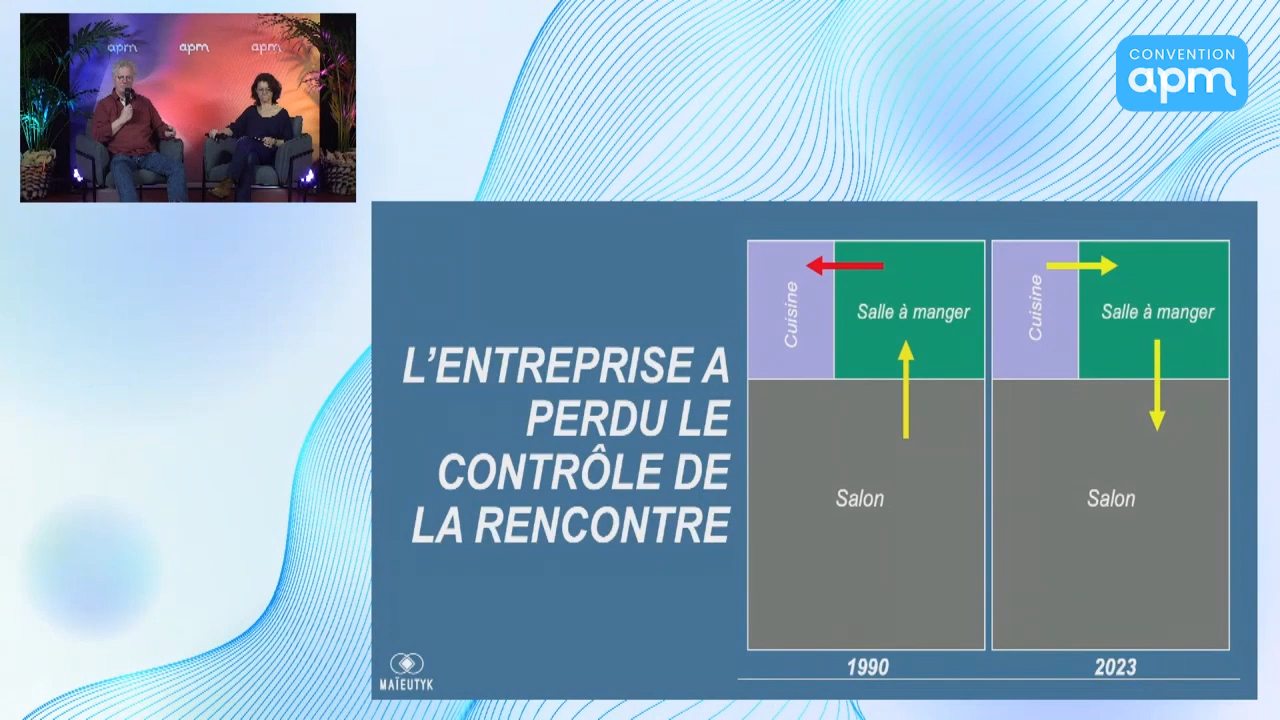 apm
apm
apm
CONVENTION
apm
L'ENTREPRISE A
PERDU LE
CONTRÔLE DE
LA RENCONTRE
MAÏEUTYK
Cuisine
Salle à manger
Salon
1990
Cuisine
Salle à manger
Salon
2023